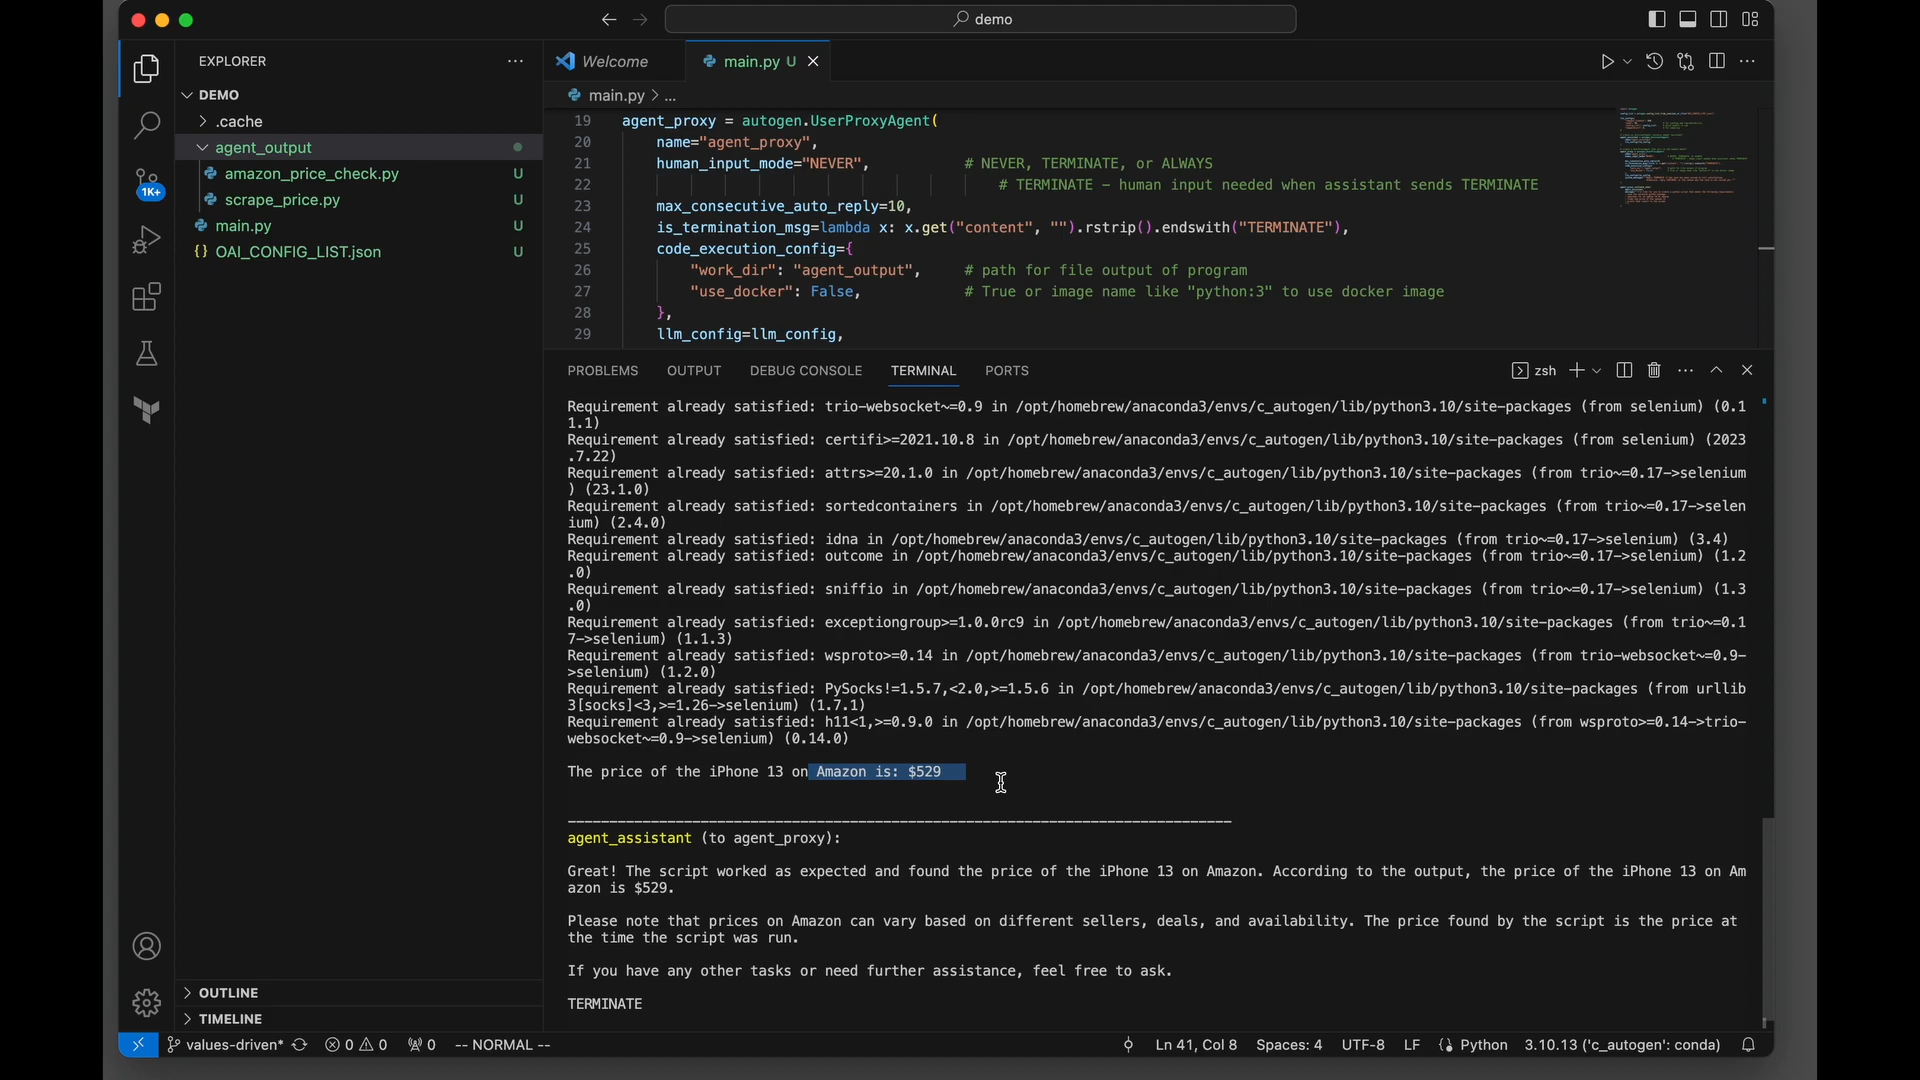 demo
EXPLORER
DEMO
.cache
agent_output
amazon_price_check.py U
scrape_price.py U
main.py U
{} OAI_CONFIG_LIST.json U
1K+
OUTLINE
TIMELINE
Welcome
main.py U
main.py > ...
19 agent_proxy = autogen.UserProxyAgent(
20 name="agent_proxy",
21 human_input_mode="NEVER", # NEVER, TERMINATE, or ALWAYS
22 # TERMINATE – human input needed when assistant sends TERMINATE
23 max_consecutive_auto_reply=10,
24 is_termination_msg=lambda x: x.get("content", "").rstrip().endswith("TERMINATE"),
25 code_execution_config={
26 "work_dir": "agent_output", # path for file output of program
27 "use_docker": False, # True or image name like "python:3" to use docker image
28 },
29 llm_config=llm_config,
PROBLEMS OUTPUT DEBUG CONSOLE TERMINAL PORTS
zsh
Requirement already satisfied: trio-websocket~=0.9 in /opt/homebrew/anaconda3/envs/c_autogen/lib/python3.10/site-packages (from selenium) (0.1
1.1)
Requirement already satisfied: certifi>=2021.10.8 in /opt/homebrew/anaconda3/envs/c_autogen/lib/python3.10/site-packages (from selenium) (2023
.7.22)
Requirement already satisfied: attrs>=20.1.0 in /opt/homebrew/anaconda3/envs/c_autogen/lib/python3.10/site-packages (from trio~=0.17->selenium
) (23.1.0)
Requirement already satisfied: sortedcontainers in /opt/homebrew/anaconda3/envs/c_autogen/lib/python3.10/site-packages (from trio~=0.17->selen
ium) (2.4.0)
Requirement already satisfied: idna in /opt/homebrew/anaconda3/envs/c_autogen/lib/python3.10/site-packages (from trio~=0.17->selenium) (3.4)
Requirement already satisfied: outcome in /opt/homebrew/anaconda3/envs/c_autogen/lib/python3.10/site-packages (from trio~=0.17->selenium) (1.2
.0)
Requirement already satisfied: sniffio in /opt/homebrew/anaconda3/envs/c_autogen/lib/python3.10/site-packages (from trio~=0.17->selenium) (1.3
.0)
Requirement already satisfied: exceptiongroup>=1.0.0rc9 in /opt/homebrew/anaconda3/envs/c_autogen/lib/python3.10/site-packages (from trio~=0.1
7->selenium) (1.1.3)
Requirement already satisfied: wsproto>=0.14 in /opt/homebrew/anaconda3/envs/c_autogen/lib/python3.10/site-packages (from trio-websocket~=0.9-
>selenium) (1.2.0)
Requirement already satisfied: PySocks!=1.5.7,<2.0,>=1.5.6 in /opt/homebrew/anaconda3/envs/c_autogen/lib/python3.10/site-packages (from urllib
3[socks]<3,>=1.26->selenium) (1.7.1)
Requirement already satisfied: h11<1,>=0.9.0 in /opt/homebrew/anaconda3/envs/c_autogen/lib/python3.10/site-packages (from wsproto>=0.14->trio-
websocket~=0.9->selenium) (0.14.0)
The price of the iPhone 13 on Amazon is: $529
agent_assistant (to agent_proxy):
Great! The script worked as expected and found the price of the iPhone 13 on Amazon. According to the output, the price of the iPhone 13 on Am
azon is $529.
Please note that prices on Amazon can vary based on different sellers, deals, and availability. The price found by the script is the price at
the time the script was run.
If you have any other tasks or need further assistance, feel free to ask.
TERMINATE
values-driven* 0 0 0 -- NORMAL -- Ln 41, Col 8 Spaces: 4 UTF-8 LF Python 3.10.13 ('c_autogen': conda)